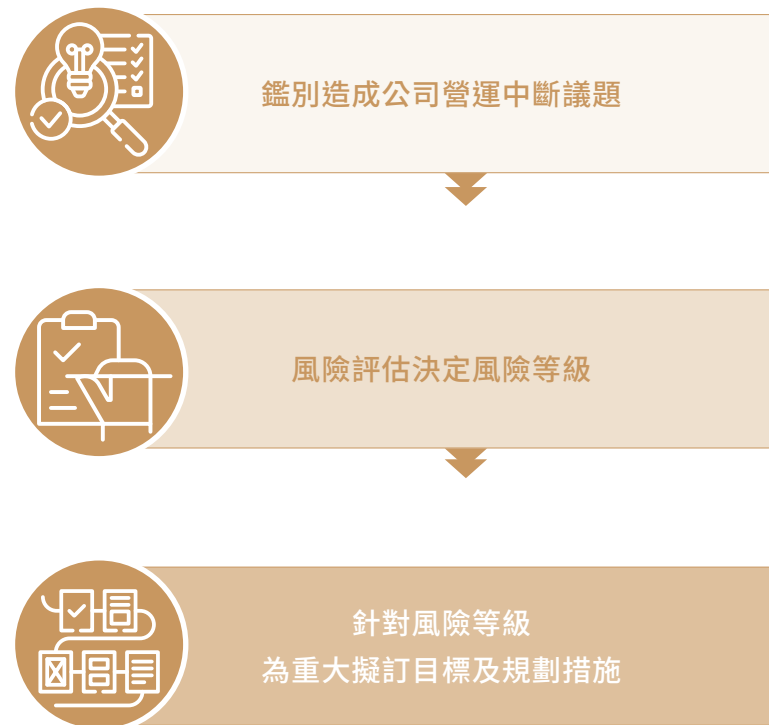 鑑別造成公司營運中斷議題
風險評估決定風險等級
針對風險等級
為重大擬訂目標及規劃措施